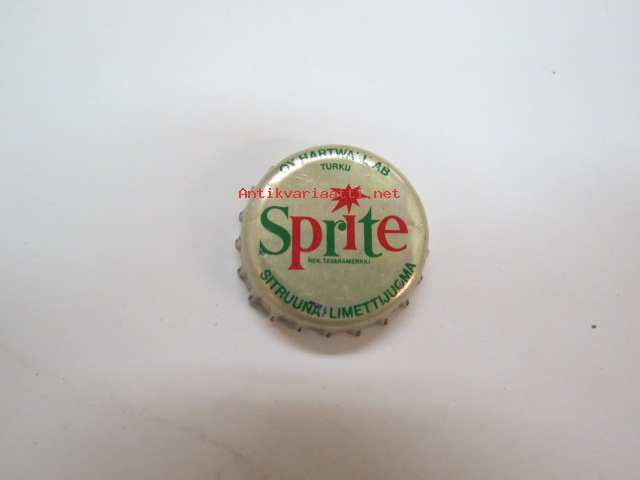 OY HARTWALL AB
TURKU
Antikvariaatti.net
Sprite
REK. TAVARAMERKKI
SITRUUNA-LIMETTIJUOMA